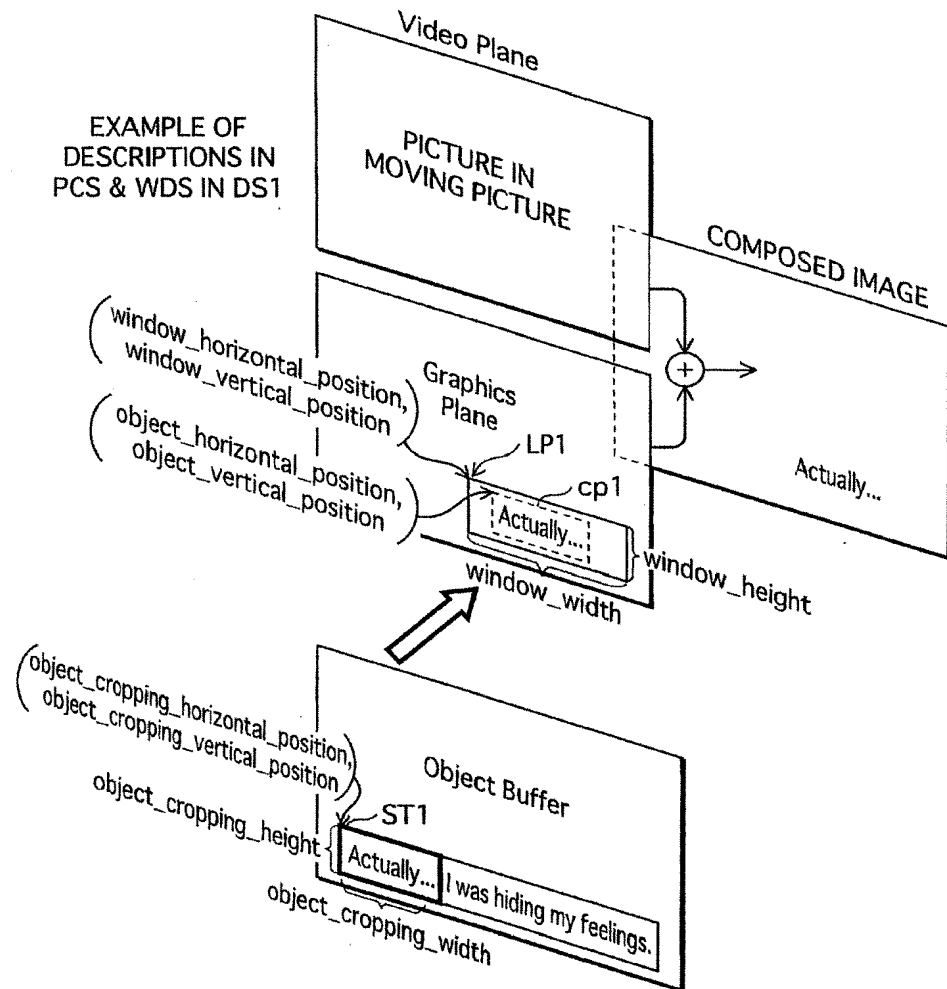 Video Plane
EXAMPLE OF
DESCRIPTIONS IN
PCS & WDS IN DS1
PICTURE IN
MOVING PICTURE
COMPOSED IMAGE
(window_horizontal_position,
window_vertical_position)
Graphics
Plane
(object_horizontal_position,
object_vertical_position)
LP1
cp1
Actually...
+
Actually...
window_height
window_width
(object_cropping_horizontal_position,
object_cropping_vertical_position)
Object Buffer
object_cropping_height
ST1
Actually... I was hiding my feelings.
object_cropping_width